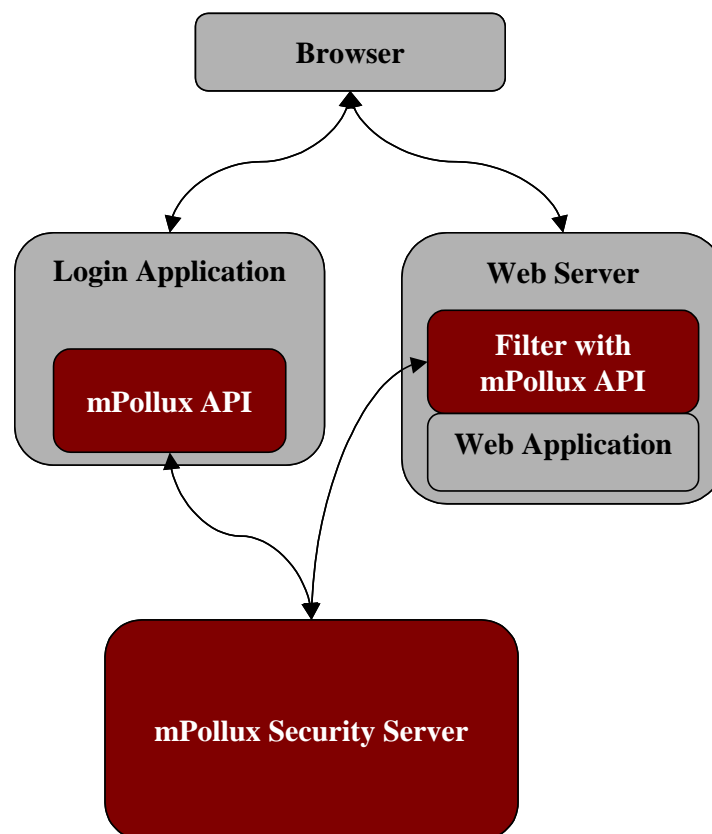 Browser
Login Application
mPollux API
Web Server
Filter with
mPollux API
Web Application
mPollux Security Server